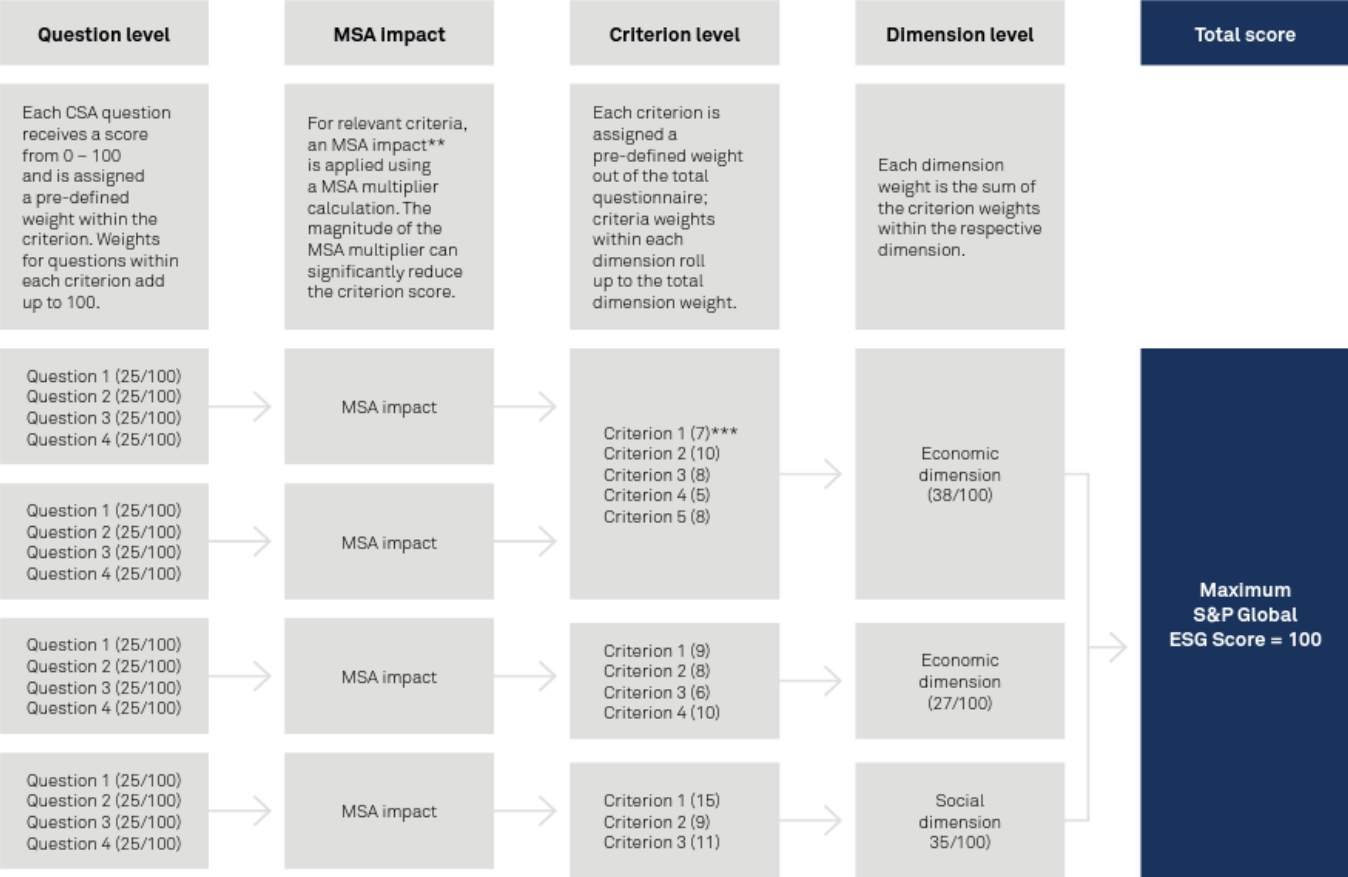 Question level
MSA impact
Criterion level
Dimension level
Total score
Each CSA question
receives a score
from 0 – 100
and is assigned
a pre-defined
weight within the
criterion. Weights
for questions within
each criterion add
up to 100.
For relevant criteria,
an MSA impact**
is applied using
a MSA multiplier
calculation. The
magnitude of the
MSA multiplier can
significantly reduce
the criterion score.
Each criterion is
assigned a
pre-defined weight
out of the total
questionnaire;
criteria weights
within each
dimension roll
up to the total
dimension weight.
Each dimension
weight is the sum of
the criterion weights
within the respective
dimension.
Question 1 (25/100)
Question 2 (25/100)
Question 3 (25/100)
Question 4 (25/100)
MSA impact
Question 1 (25/100)
Question 2 (25/100)
Question 3 (25/100)
Question 4 (25/100)
MSA impact
Criterion 1 (7)***
Criterion 2 (10)
Criterion 3 (8)
Criterion 4 (5)
Criterion 5 (8)
Economic
dimension
(38/100)
Question 1 (25/100)
Question 2 (25/100)
Question 3 (25/100)
Question 4 (25/100)
MSA impact
Criterion 1 (9)
Criterion 2 (8)
Criterion 3 (6)
Criterion 4 (10)
Economic
dimension
(27/100)
Question 1 (25/100)
Question 2 (25/100)
Question 3 (25/100)
Question 4 (25/100)
MSA impact
Criterion 1 (15)
Criterion 2 (9)
Criterion 3 (11)
Social
dimension
35/100)
Maximum
S&P Global
ESG Score = 100